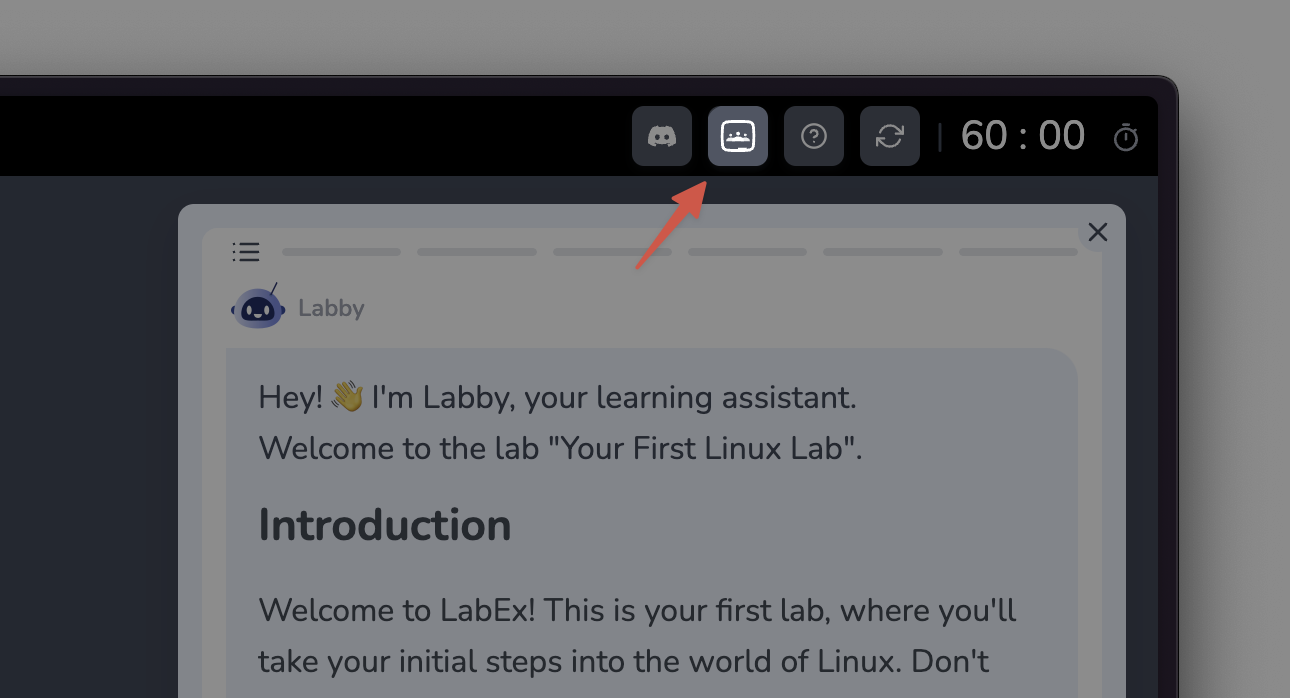 60 : 00
Labby
Hey! 👋 I'm Labby, your learning assistant.
Welcome to the lab "Your First Linux Lab".
Introduction
Welcome to LabEx! This is your first lab, where you'll
take your initial steps into the world of Linux. Don't